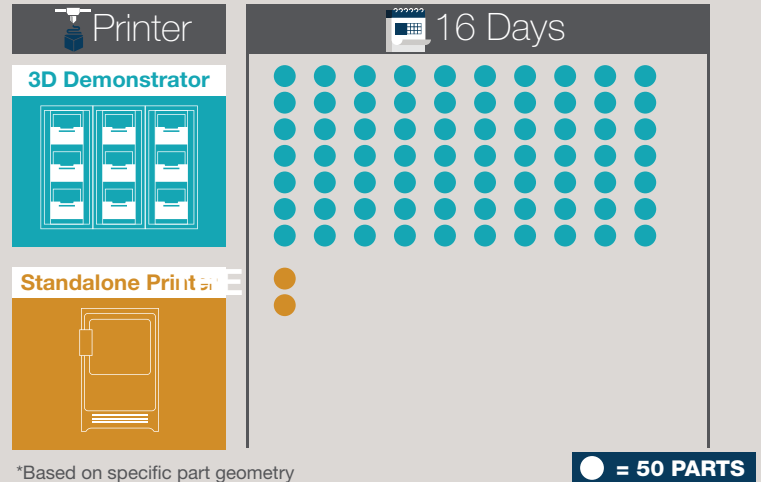 Printer
??????
16 Days
3D Demonstrator
Standalone Printer
*Based on specific part geometry
= 50 PARTS